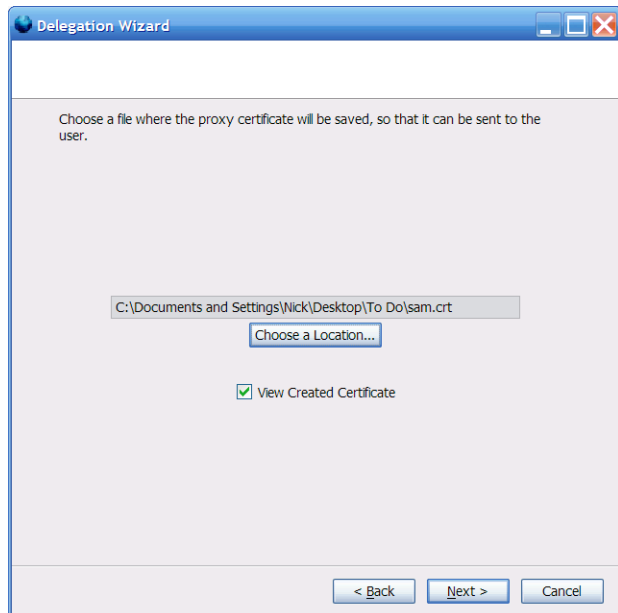 Delegation Wizard
Choose a file where the proxy certificate will be saved, so that it can be sent to the
user.
C:\Documents and Settings\Nick\Desktop\To Do\sam.crt
Choose a Location...
View Created Certificate
< Back Next > Cancel